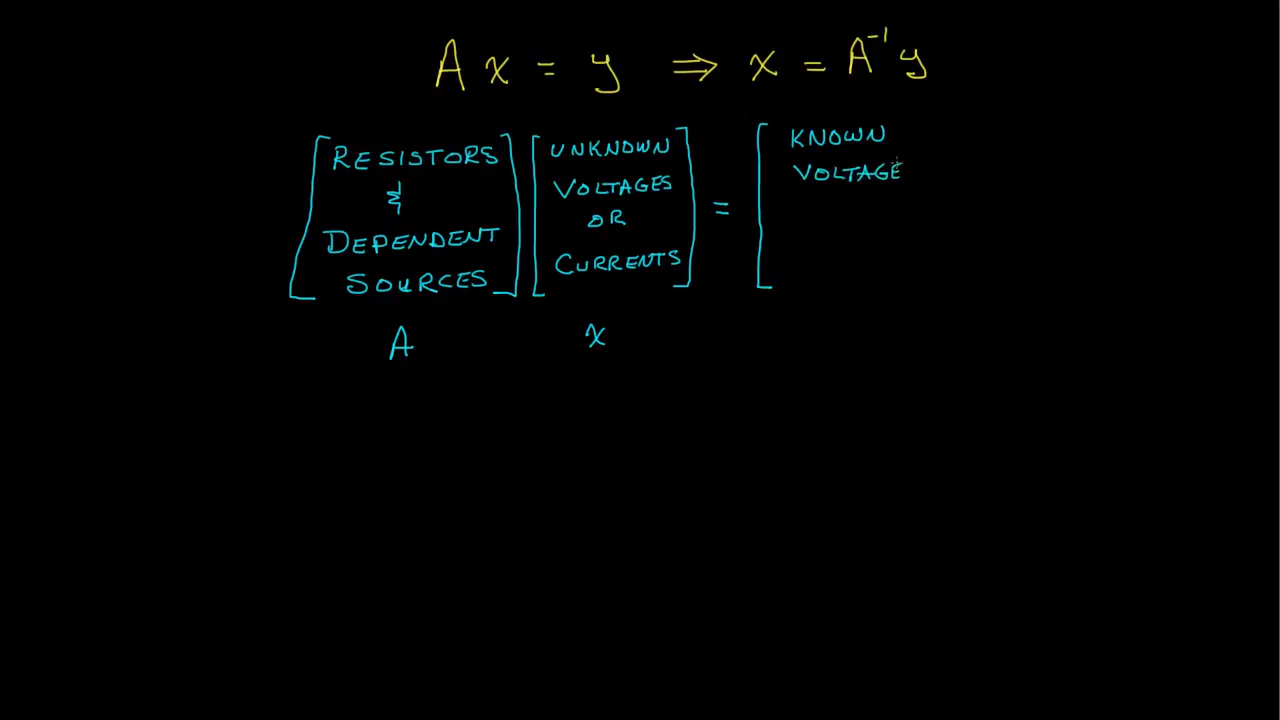 A x = y ⇒ x = A⁻¹ y
RESISTORS
&
DEPENDENT
SOURCES
UNKNOWN
VOLTAGES
OR
CURRENTS
=
KNOWN
VOLTAGE
A
x